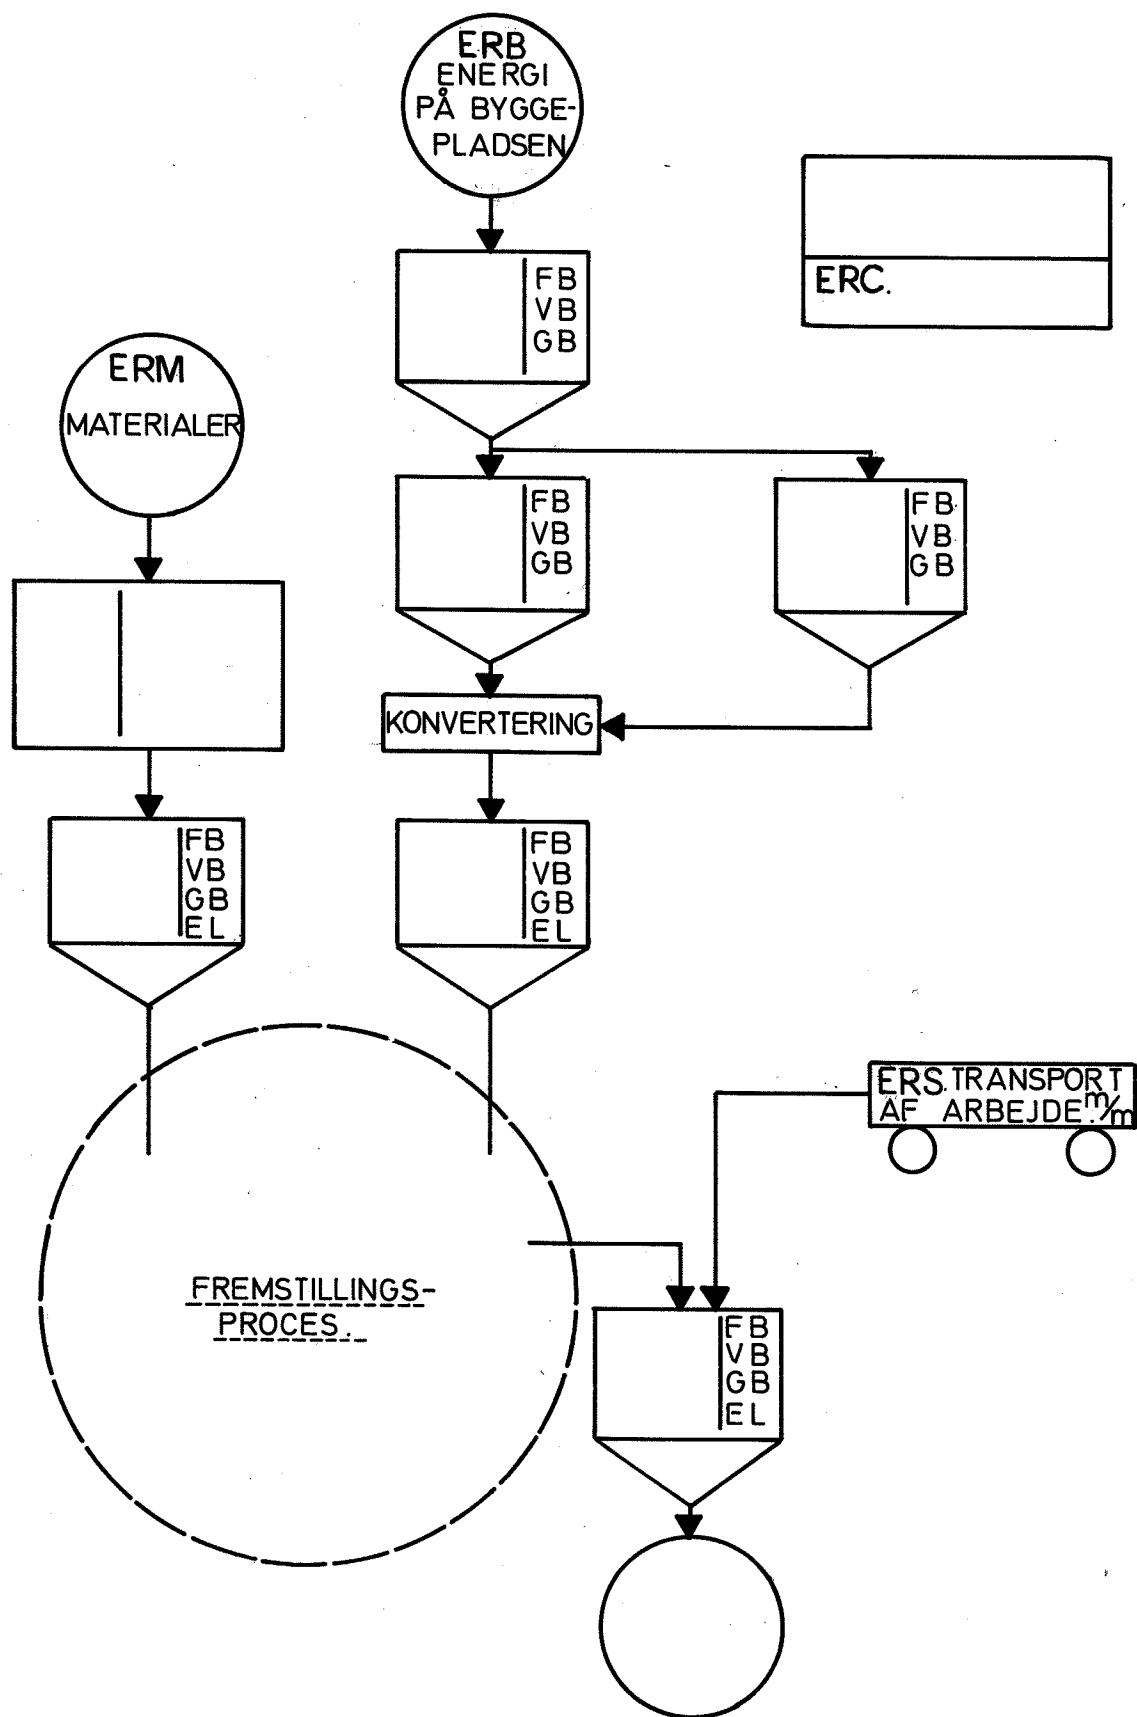 ERB
ENERGI
PÅ BYGGE-
PLADSEN
FB
VB
GB
ERC.
ERM
MATERIALER
FB
VB
GB
FB
VB
GB
KONVERTERING
FB
VB
GB
EL
FB
VB
GB
EL
ERS. TRANSPORT
AF ARBEJDE. m/m
FREMSTILLINGS-
PROCES.
FB
VB
GB
EL